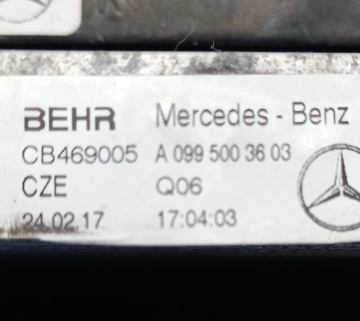 BEHR Mercedes - Benz
CB469005 A 099 500 36 03
CZE Q06
24.02.17 17:04:03